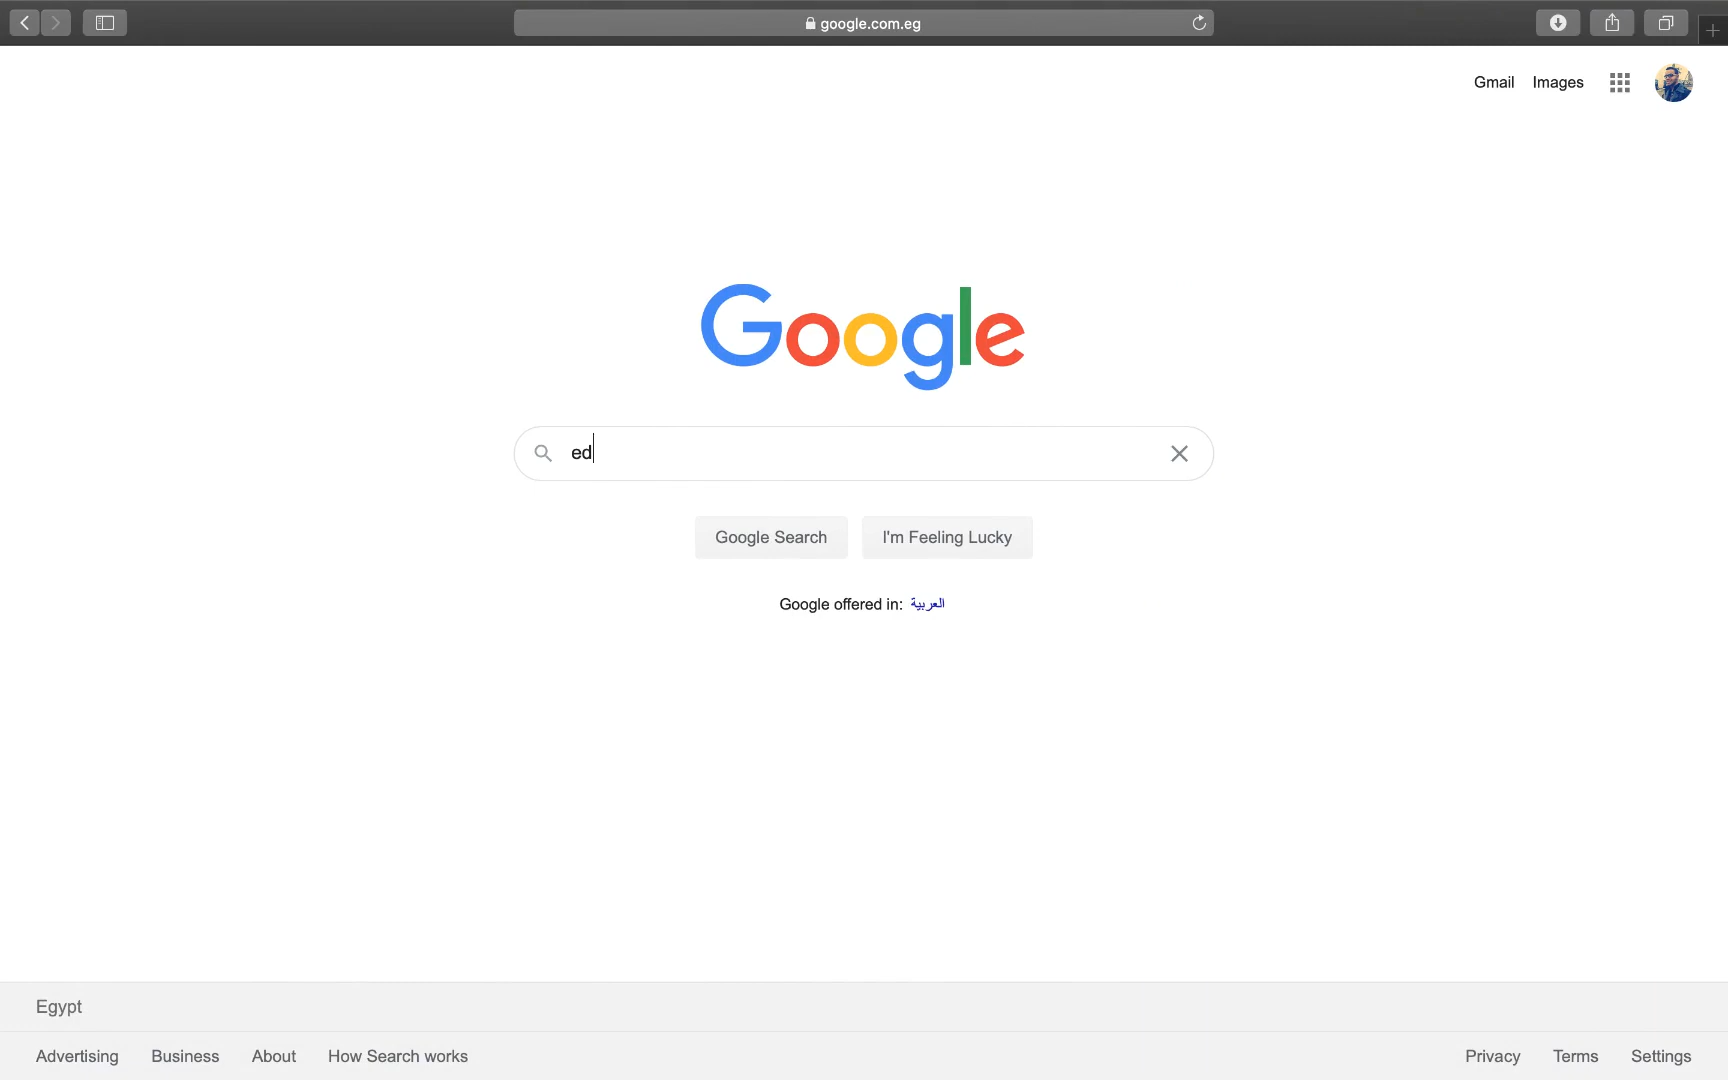 google.com.eg
Gmail Images
Google
ed
Google Search I'm Feeling Lucky
Google offered in: العربية
Egypt
Advertising Business About How Search works Privacy Terms Settings